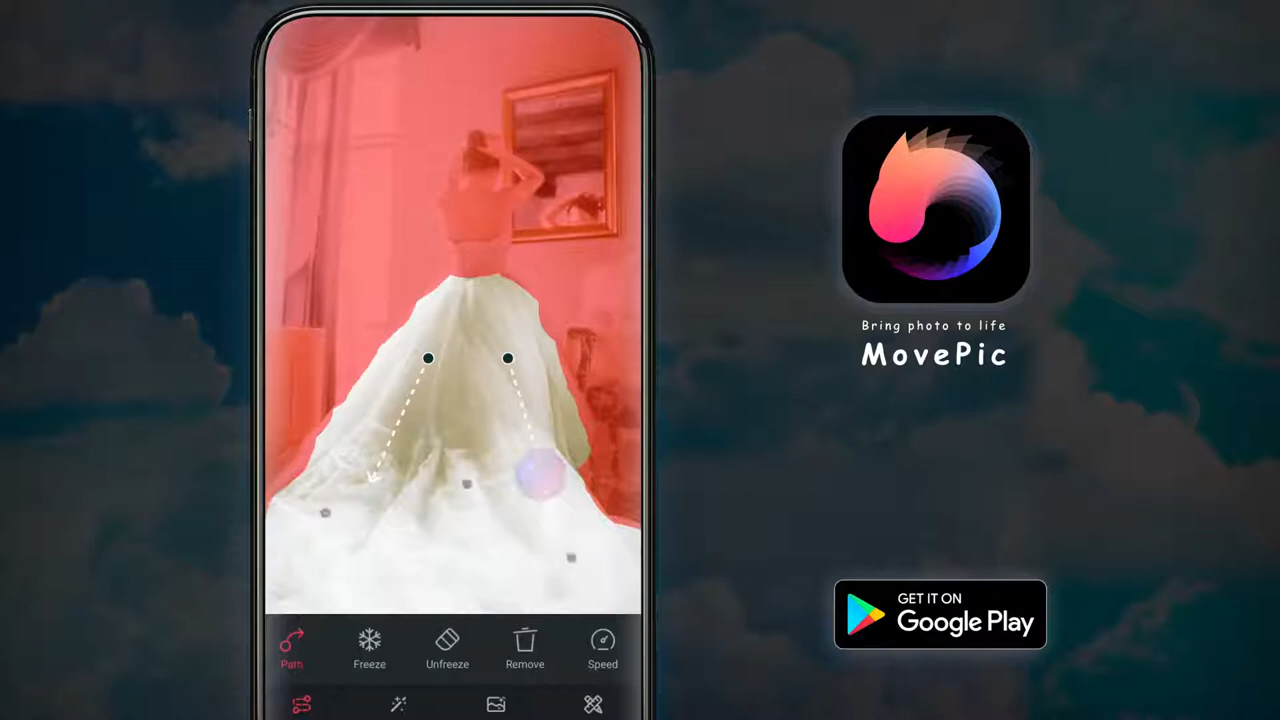 Bring photo to life
MovePic
GET IT ON
Google Play
Path
Freeze
Unfreeze
Remove
Speed